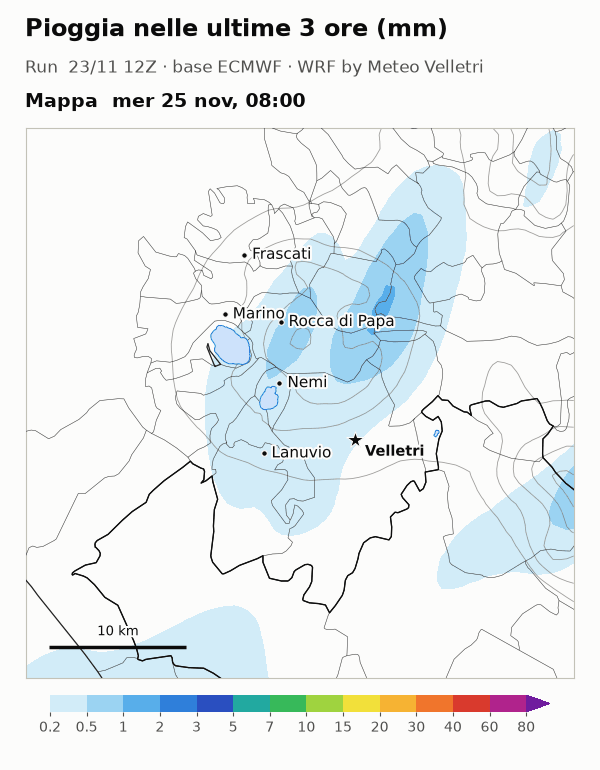 Pioggia nelle ultime 3 ore (mm)
Run  23/11 12Z · base ECMWF · WRF by Meteo Velletri
Mappa  mer 25 nov, 08:00
Frascati
Marino
Rocca di Papa
Nemi
Velletri
Lanuvio
10 km
0.2 0.5 1 2 3 5 7 10 15 20 30 40 60 80